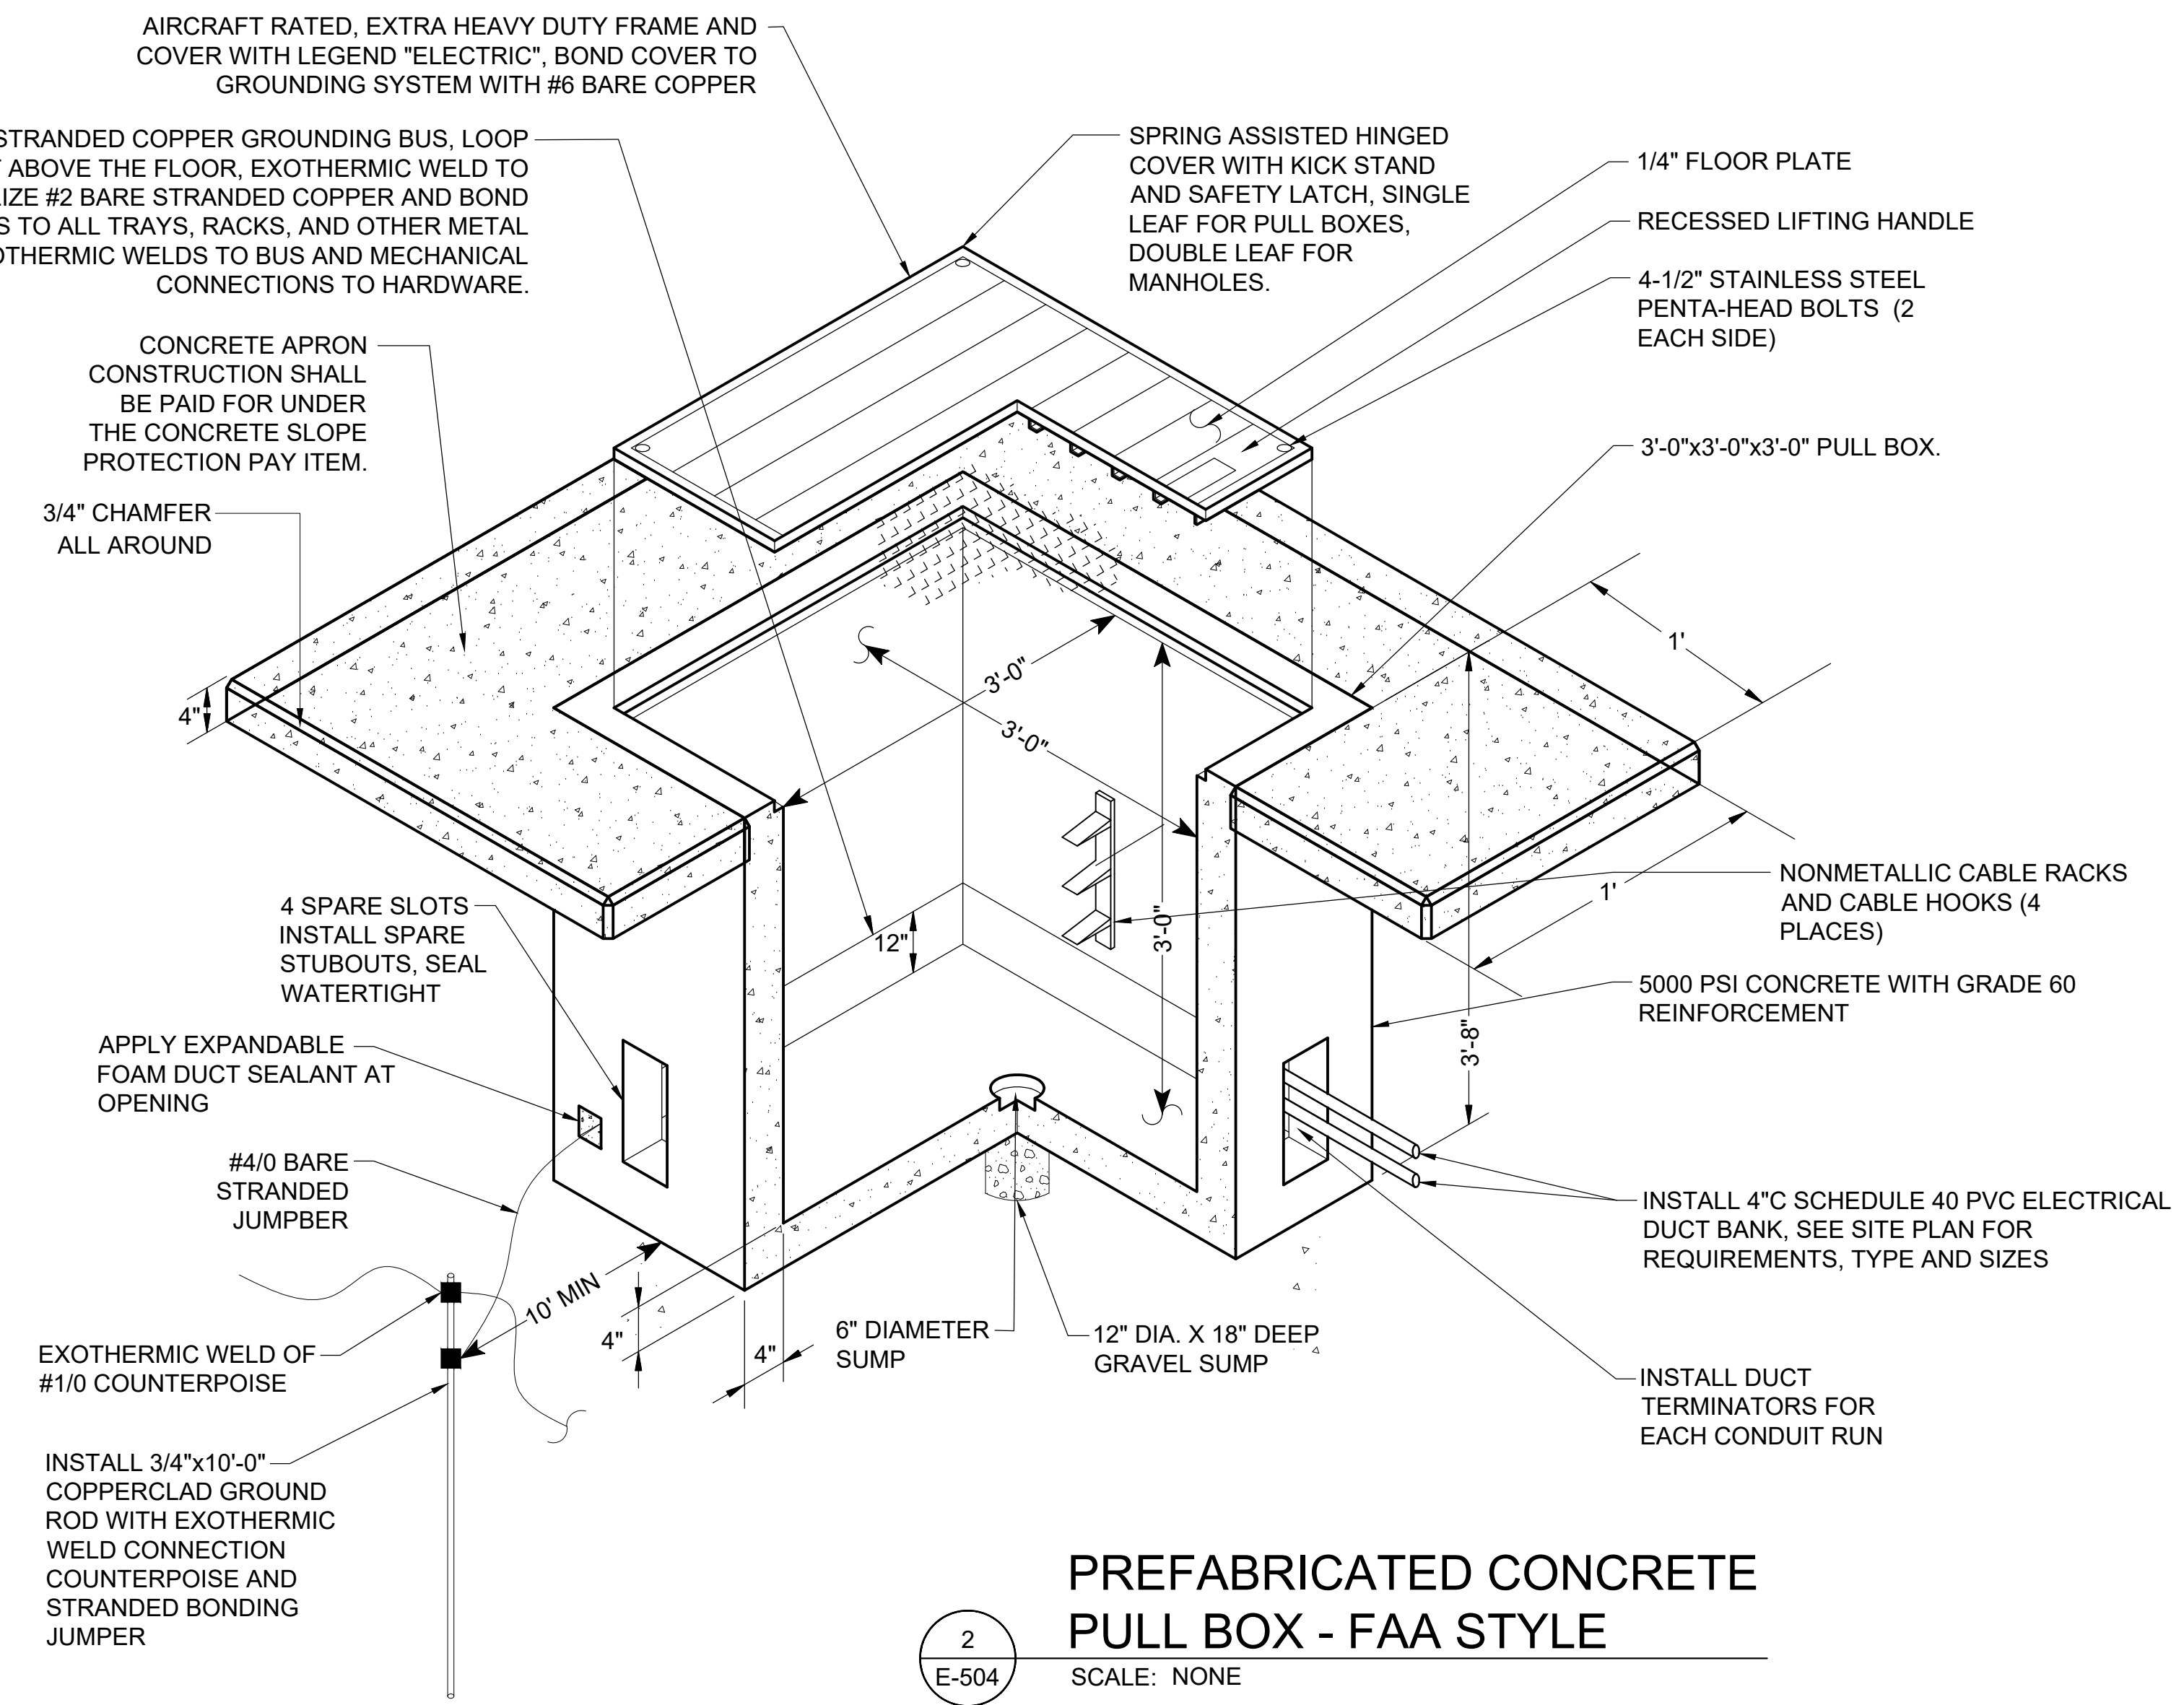 AIRCRAFT RATED, EXTRA HEAVY DUTY FRAME AND
COVER WITH LEGEND "ELECTRIC", BOND COVER TO
GROUNDING SYSTEM WITH #6 BARE COPPER
STRANDED COPPER GROUNDING BUS, LOOP
ABOVE THE FLOOR, EXOTHERMIC WELD TO
#2 BARE STRANDED COPPER AND BOND
TO ALL TRAYS, RACKS, AND OTHER METAL
WELDS TO BUS AND MECHANICAL
CONNECTIONS TO HARDWARE.
CONCRETE APRON
CONSTRUCTION SHALL
BE PAID FOR UNDER
THE CONCRETE SLOPE
PROTECTION PAY ITEM.
3/4" CHAMFER
ALL AROUND
SPRING ASSISTED HINGED
COVER WITH KICK STAND
AND SAFETY LATCH, SINGLE
LEAF FOR PULL BOXES,
DOUBLE LEAF FOR
MANHOLES.
1/4" FLOOR PLATE
RECESSED LIFTING HANDLE
4-1/2" STAINLESS STEEL
PENTA-HEAD BOLTS (2
EACH SIDE)
3'-0"x3'-0"x3'-0" PULL BOX.
1'
4"
3'-0"
3'-0"
3'-0"
12"
1'
3'-8"
NONMETALLIC CABLE RACKS
AND CABLE HOOKS (4
PLACES)
5000 PSI CONCRETE WITH GRADE 60
REINFORCEMENT
4 SPARE SLOTS
INSTALL SPARE
STUBOUTS, SEAL
WATERTIGHT
APPLY EXPANDABLE
FOAM DUCT SEALANT AT
OPENING
#4/0 BARE
STRANDED
JUMPBER
10' MIN
4"
4"
6" DIAMETER
SUMP
12" DIA. X 18" DEEP
GRAVEL SUMP
INSTALL 4"C SCHEDULE 40 PVC ELECTRICAL
DUCT BANK, SEE SITE PLAN FOR
REQUIREMENTS, TYPE AND SIZES
INSTALL DUCT
TERMINATORS FOR
EACH CONDUIT RUN
EXOTHERMIC WELD OF
#1/0 COUNTERPOISE
INSTALL 3/4"x10'-0"
COPPERCLAD GROUND
ROD WITH EXOTHERMIC
WELD CONNECTION
COUNTERPOISE AND
STRANDED BONDING
JUMPER
PREFABRICATED CONCRETE
PULL BOX - FAA STYLE
2
E-504
SCALE: NONE